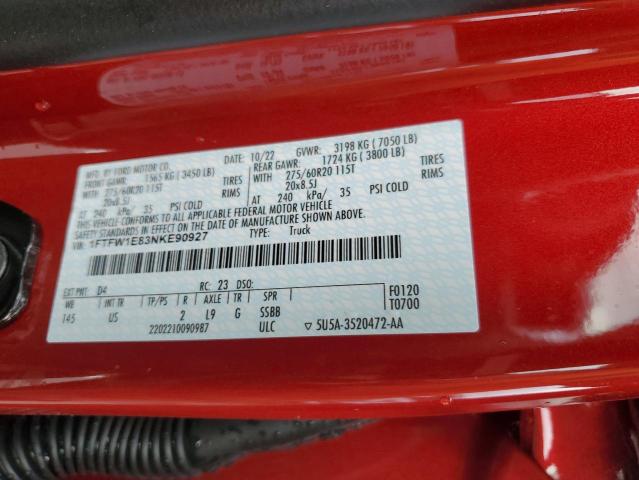 MFD. BY FORD MOTOR CO. 10/22 GVWR: 3198 KG (7050 LB)
FRONT GAWR: 1565 KG (3450 LB) REAR GAWR: 1724 KG (3800 LB)
WITH 275/60R20 115T TIRES WITH 275/60R20 115T TIRES
20x8.5J RIMS 20x8.5J RIMS
AT 240 kPa/ 35 PSI COLD AT 240 kPa/ 35 PSI COLD
THIS VEHICLE CONFORMS TO ALL APPLICABLE FEDERAL MOTOR VEHICLE
SAFETY AND THEFT PREVENTION STANDARDS IN EFFECT ON THE DATE OF MANUFACTURE SHOWN ABOVE.
VIN: 1FTFW1E83NKE90927 TYPE: Truck
EXT PNT: D4 RC: 23 DSO: F0120
WB INT TR TP/PS R AXLE TR SPR T0700
145 US 2 L9 G SSBB
2202210090987 ULC ▽ 5U5A-3520472-AA